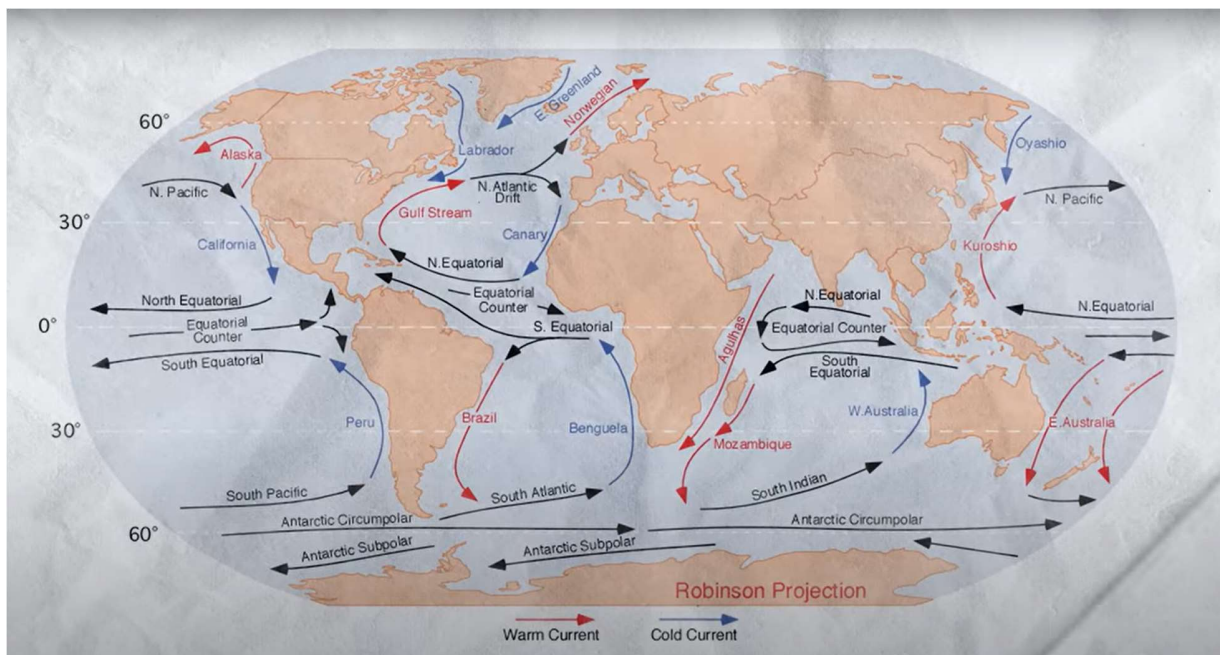 E. Greenland
Norwegian
60°
Alaska
Labrador
Oyashio
N. Pacific
N. Atlantic
Drift
N. Pacific
30°
Gulf Stream
California
Canary
Kuroshio
N.Equatorial
North Equatorial
Equatorial
Counter
N.Equatorial
N.Equatorial
0°
Equatorial
Counter
S. Equatorial
Equatorial Counter
South Equatorial
Agulhas
South
Equatorial
Peru
Brazil
Benguela
W.Australia
E.Australia
30°
Mozambique
South Pacific
South Atlantic
South Indian
Antarctic Circumpolar
Antarctic Circumpolar
60°
Antarctic Subpolar
Antarctic Subpolar
Robinson Projection
Warm Current
Cold Current